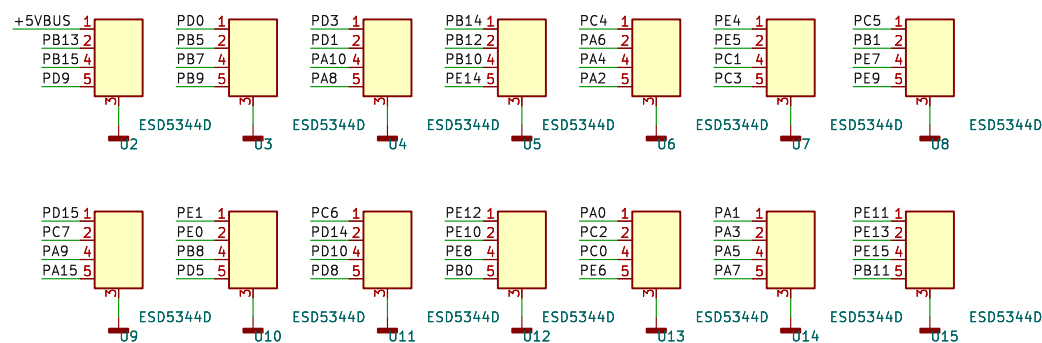 +5VBUS 1 PD0 1 PD3 1 PB14 1 PC4 1 PE4 1 PC5 1
PB13 2 PB5 2 PD1 2 PB12 2 PA6 2 PE5 2 PB1 2
PB15 4 PB7 4 PA10 4 PB10 4 PA4 4 PC1 4 PE7 4
PD9 5 PB9 5 PA8 5 PE14 5 PA2 5 PC3 5 PE9 5
3 3 3 3 3 3 3
ESD5344D ESD5344D ESD5344D ESD5344D ESD5344D ESD5344D ESD5344D
U2 U3 U4 U5 U6 U7 U8
PD15 1 PE1 1 PC6 1 PE12 1 PA0 1 PA1 1 PE11 1
PC7 2 PE0 2 PD14 2 PE10 2 PC2 2 PA3 2 PE13 2
PA9 4 PB8 4 PD10 4 PE8 4 PC0 4 PA5 4 PE15 4
PA15 5 PD5 5 PD8 5 PB0 5 PE6 5 PA7 5 PB11 5
3 3 3 3 3 3 3
ESD5344D ESD5344D ESD5344D ESD5344D ESD5344D ESD5344D ESD5344D
U9 U10 U11 U12 U13 U14 U15